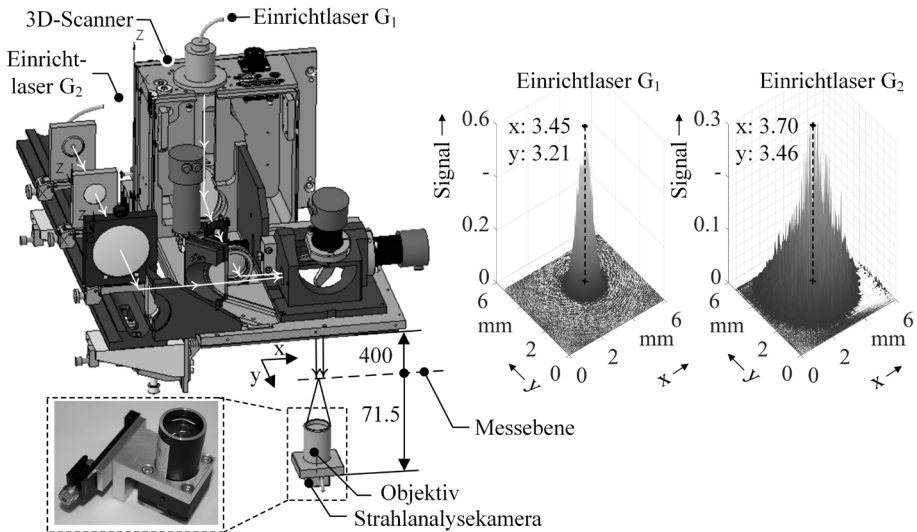 3D-Scanner
Einrichtlaser G1
Einricht-
laser G2
Z
Z
Z
x
y
400
71.5
Messebene
Objektiv
Strahlanalysekamera
Einrichtlaser G1
x: 3.45
y: 3.21
Signal
0.6
-
0.2
0
6
mm
2
0
0
2
mm
6
y
x
Einrichtlaser G2
x: 3.70
y: 3.46
Signal
0.3
-
0.1
0
6
mm
2
0
0
2
mm
6
y
x